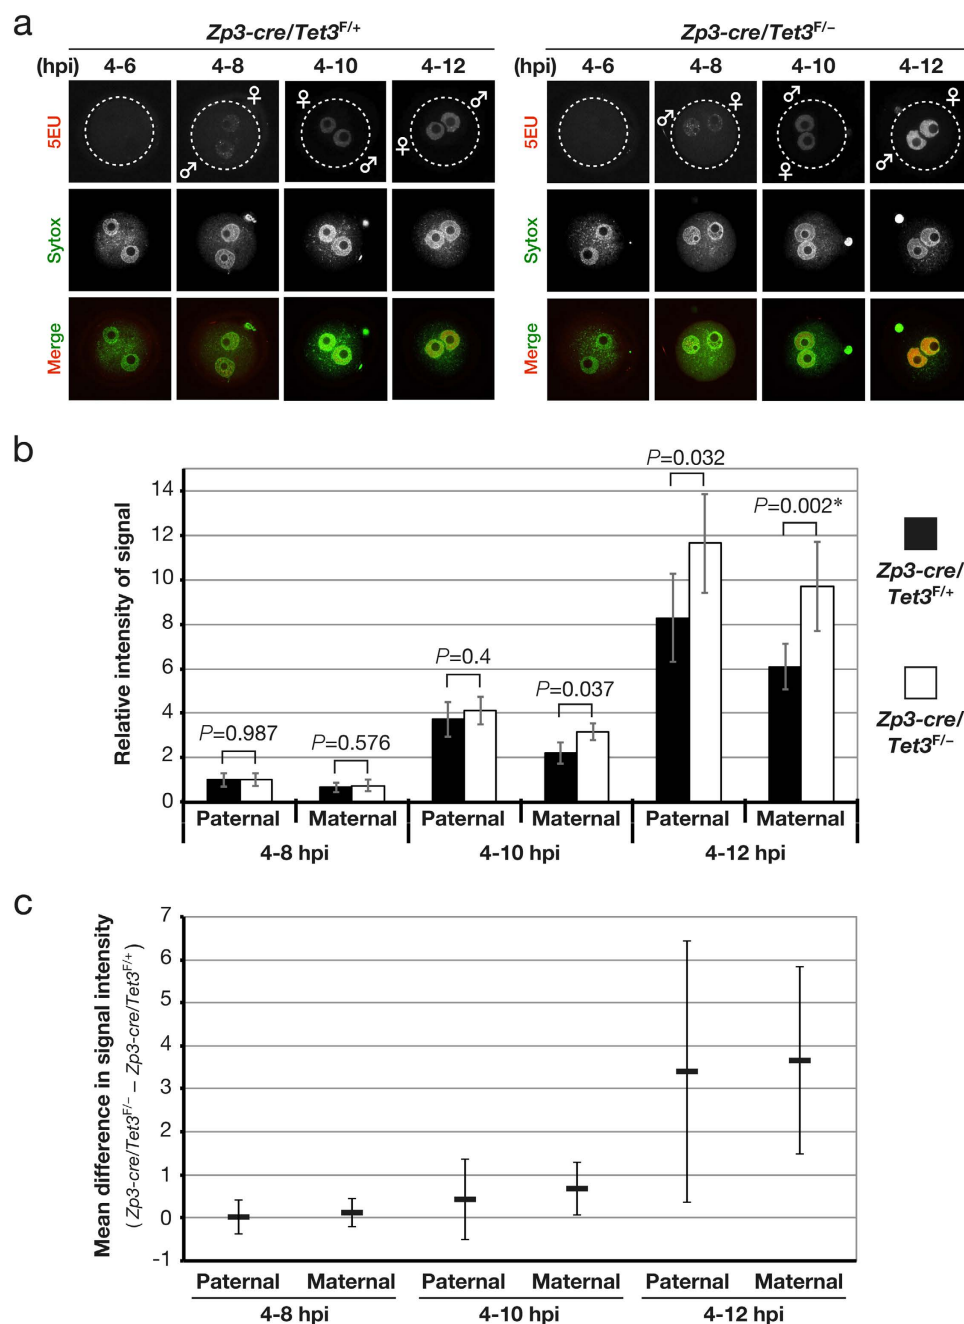 a
Zp3-cre/Tet3F/+
Zp3-cre/Tet3F/–
(hpi) 4-6 4-8 4-10 4-12
(hpi) 4-6 4-8 4-10 4-12
5EU ♀ ♂ ♀ ♂ ♀ ♂
5EU ♂ ♀ ♂ ♀ ♂ ♀
Sytox
Sytox
Merge
Merge
b
Relative intensity of signal
14
12
10
8
6
4
2
0
P=0.987
P=0.576
P=0.4
P=0.037
P=0.032
P=0.002*
Paternal Maternal Paternal Maternal Paternal Maternal
4-8 hpi 4-10 hpi 4-12 hpi
Zp3-cre/
Tet3F/+
Zp3-cre/
Tet3F/–
c
Mean difference in signal intensity
(Zp3-cre/Tet3F/– – Zp3-cre/Tet3F/+)
7
6
5
4
3
2
1
0
-1
Paternal Maternal Paternal Maternal Paternal Maternal
4-8 hpi 4-10 hpi 4-12 hpi